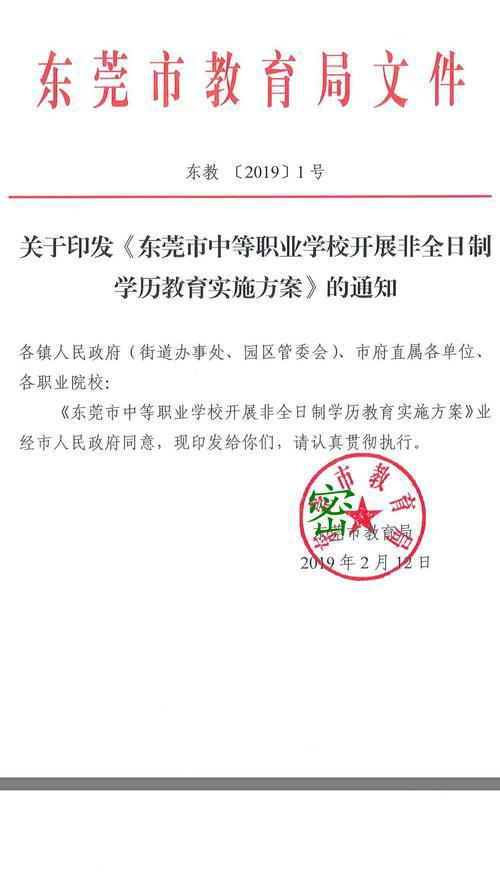 东莞市教育局文件
东教〔2019〕1号
关于印发《东莞市中等职业学校开展非全日制
学历教育实施方案》的通知
各镇人民政府（街道办事处、园区管委会）、市府直属各单位、
各职业院校：
《东莞市中等职业学校开展非全日制学历教育实施方案》业
经市人民政府同意，现印发给你们，请认真贯彻执行。
东莞市教育局
密
东莞市教育局
2019年2月12日